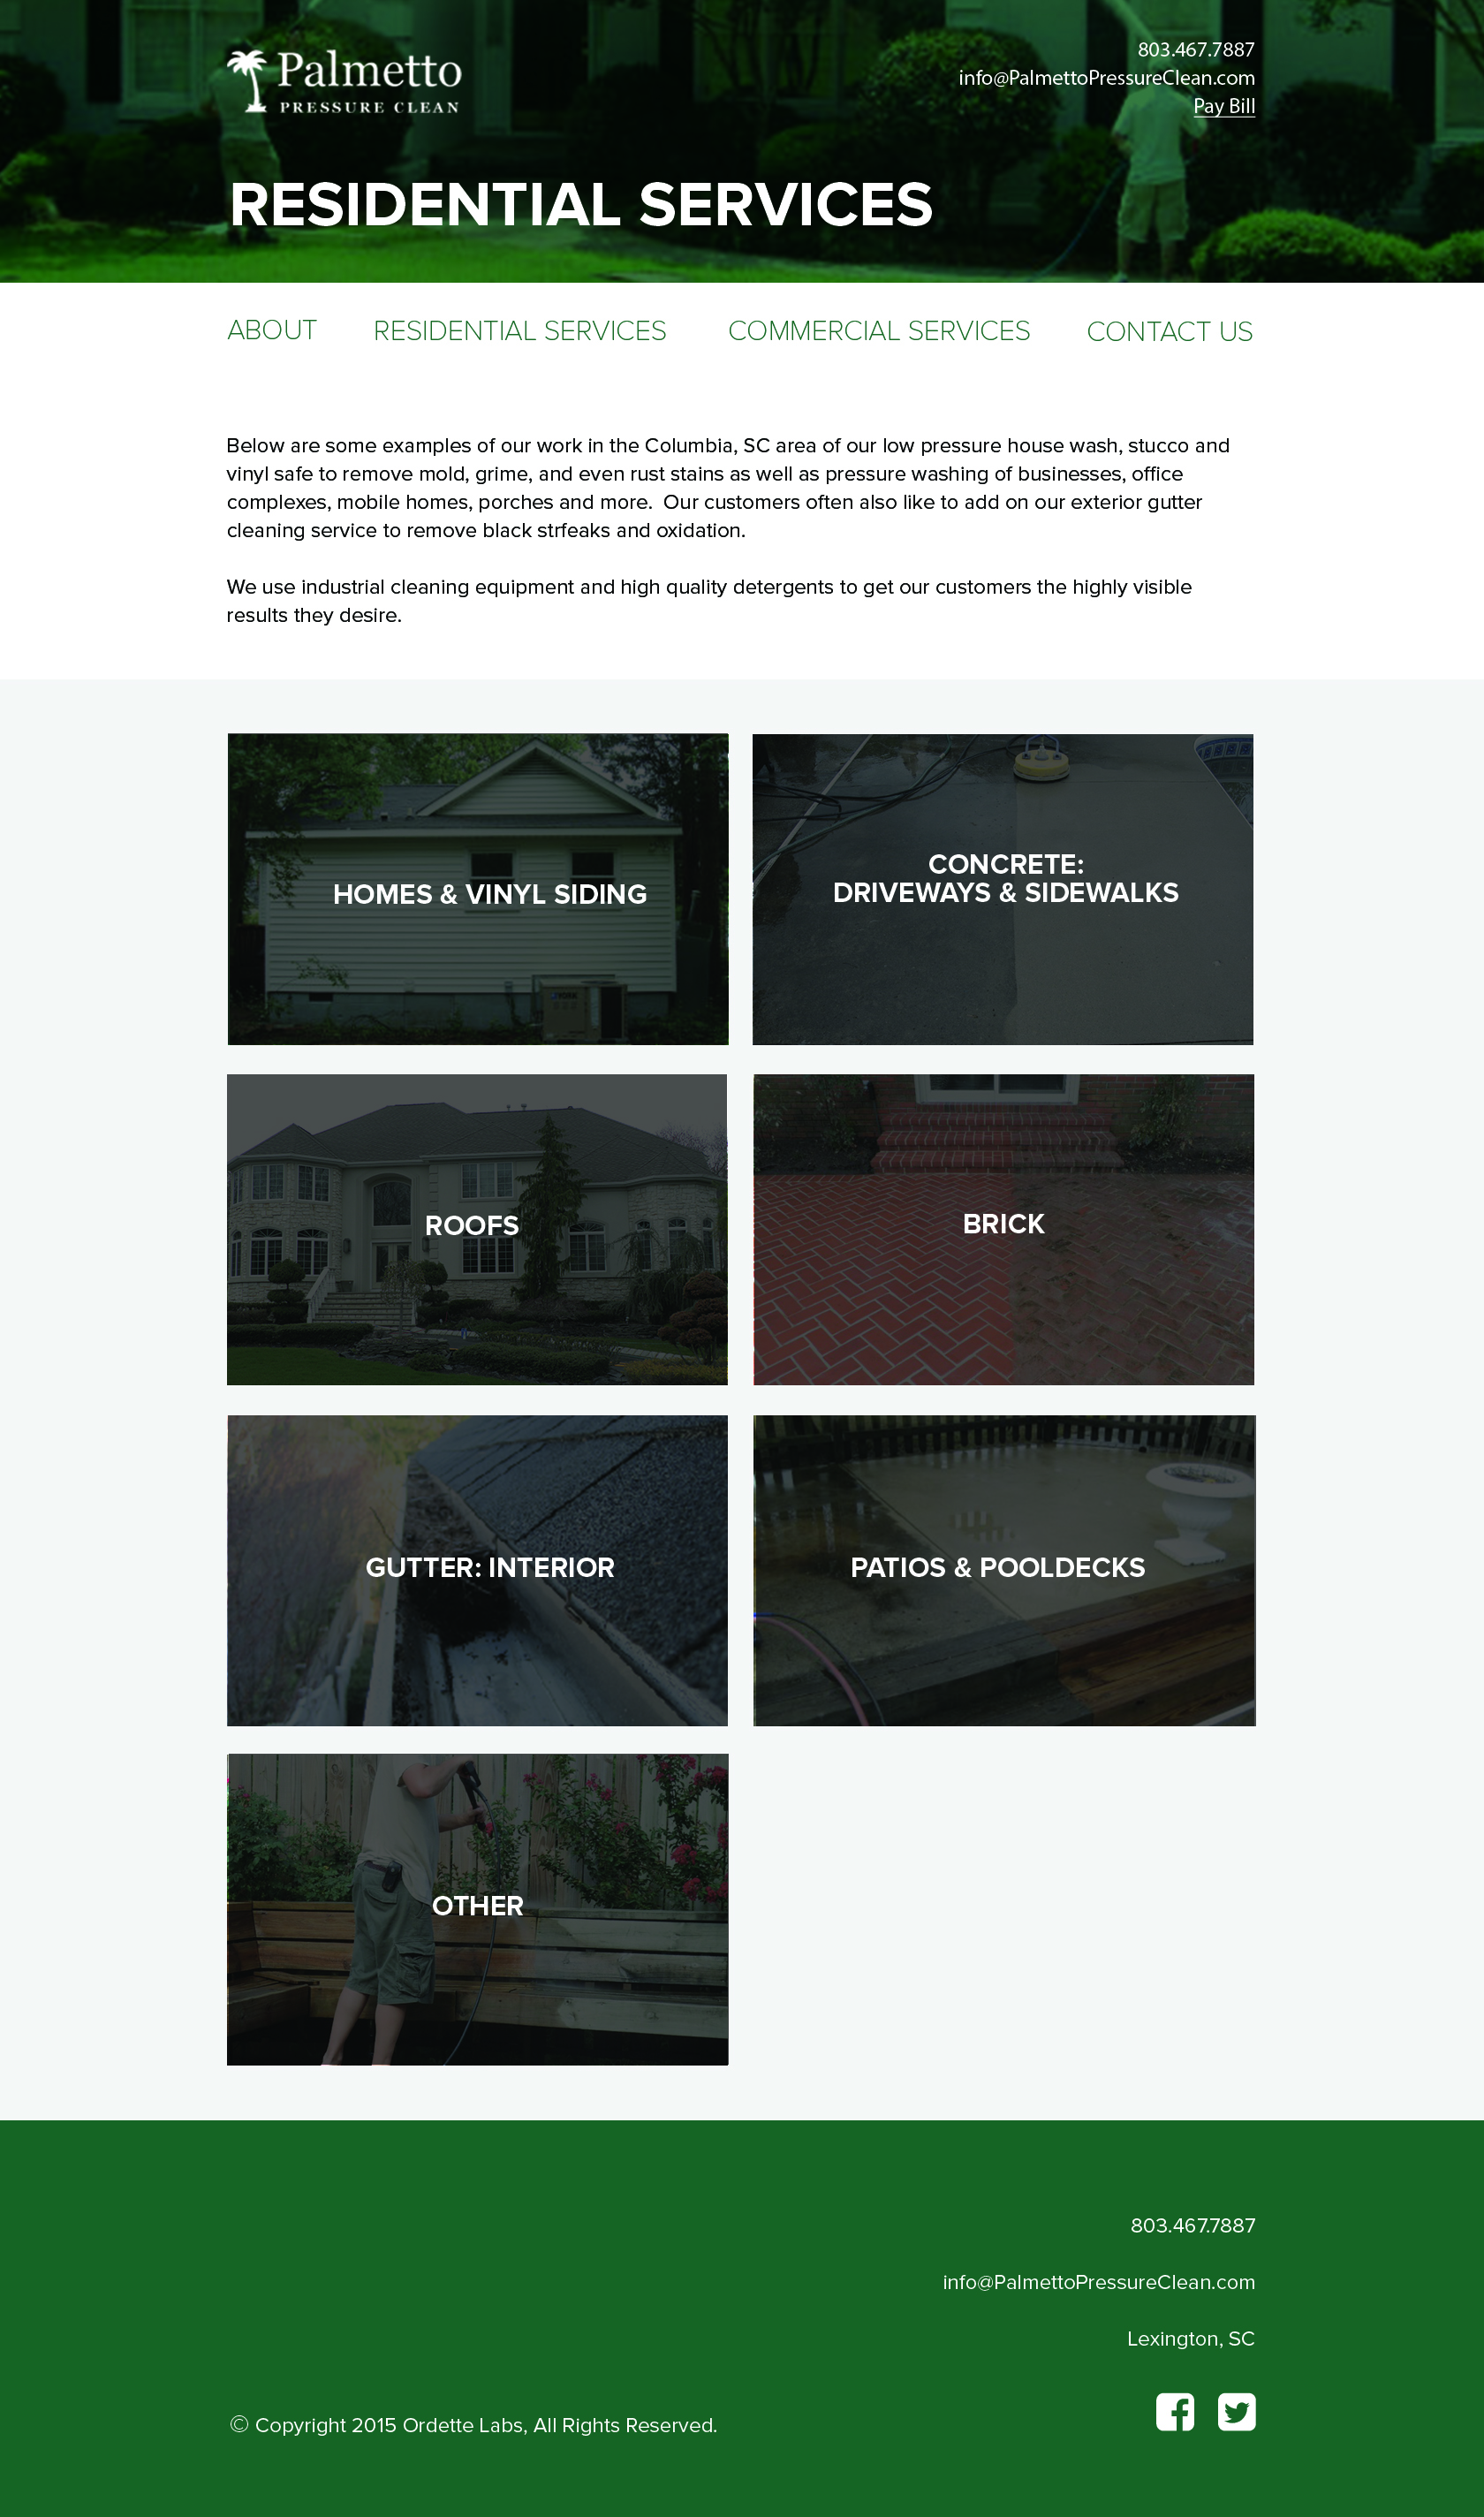 Palmetto
PRESSURE CLEAN
803.467.7887
info@PalmettoPressureClean.com
Pay Bill
RESIDENTIAL SERVICES
ABOUT
RESIDENTIAL SERVICES
COMMERCIAL SERVICES
CONTACT US
Below are some examples of our work in the Columbia, SC area of our low pressure house wash, stucco and
vinyl safe to remove mold, grime, and even rust stains as well as pressure washing of businesses, office
complexes, mobile homes, porches and more.  Our customers often also like to add on our exterior gutter
cleaning service to remove black strfeaks and oxidation.
We use industrial cleaning equipment and high quality detergents to get our customers the highly visible
results they desire.
HOMES & VINYL SIDING
CONCRETE:
DRIVEWAYS & SIDEWALKS
ROOFS
BRICK
GUTTER: INTERIOR
PATIOS & POOLDECKS
OTHER
803.467.7887
info@PalmettoPressureClean.com
Lexington, SC
© Copyright 2015 Ordette Labs, All Rights Reserved.